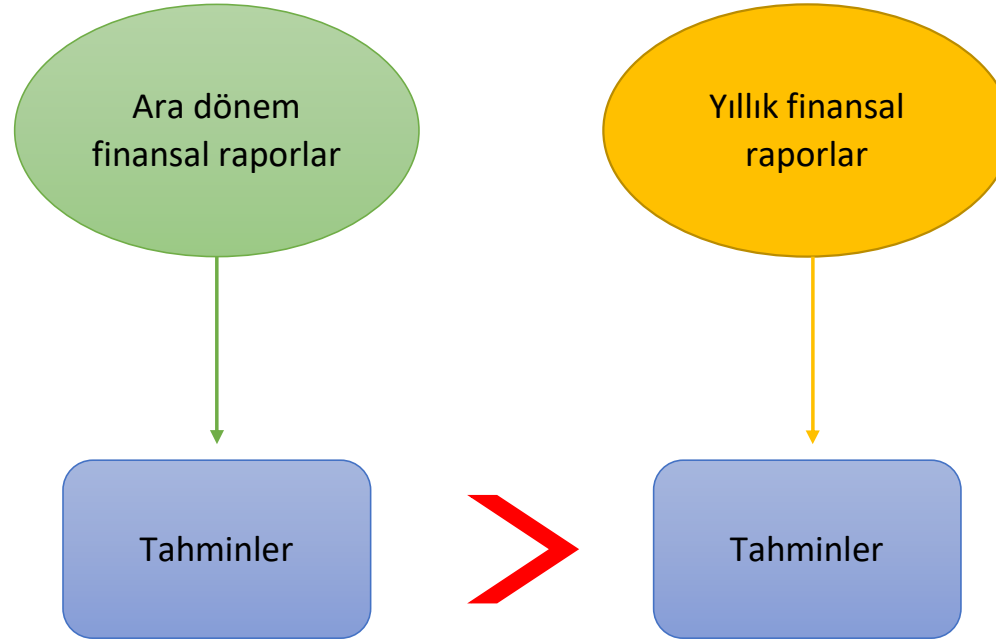 Ara dönem
finansal raporlar
Yıllık finansal
raporlar
Tahminler
Tahminler